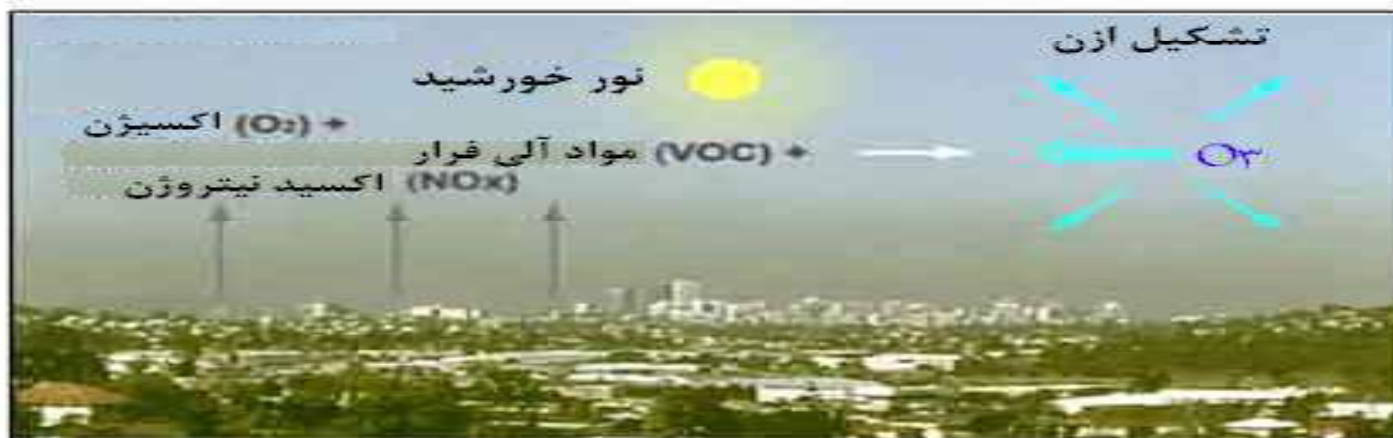 تشکیل ازن
نور خورشید
اکسیژن (O₂) +
مواد آلی فرار (VOC) +
O۳
اکسید نیتروژن (NOx)